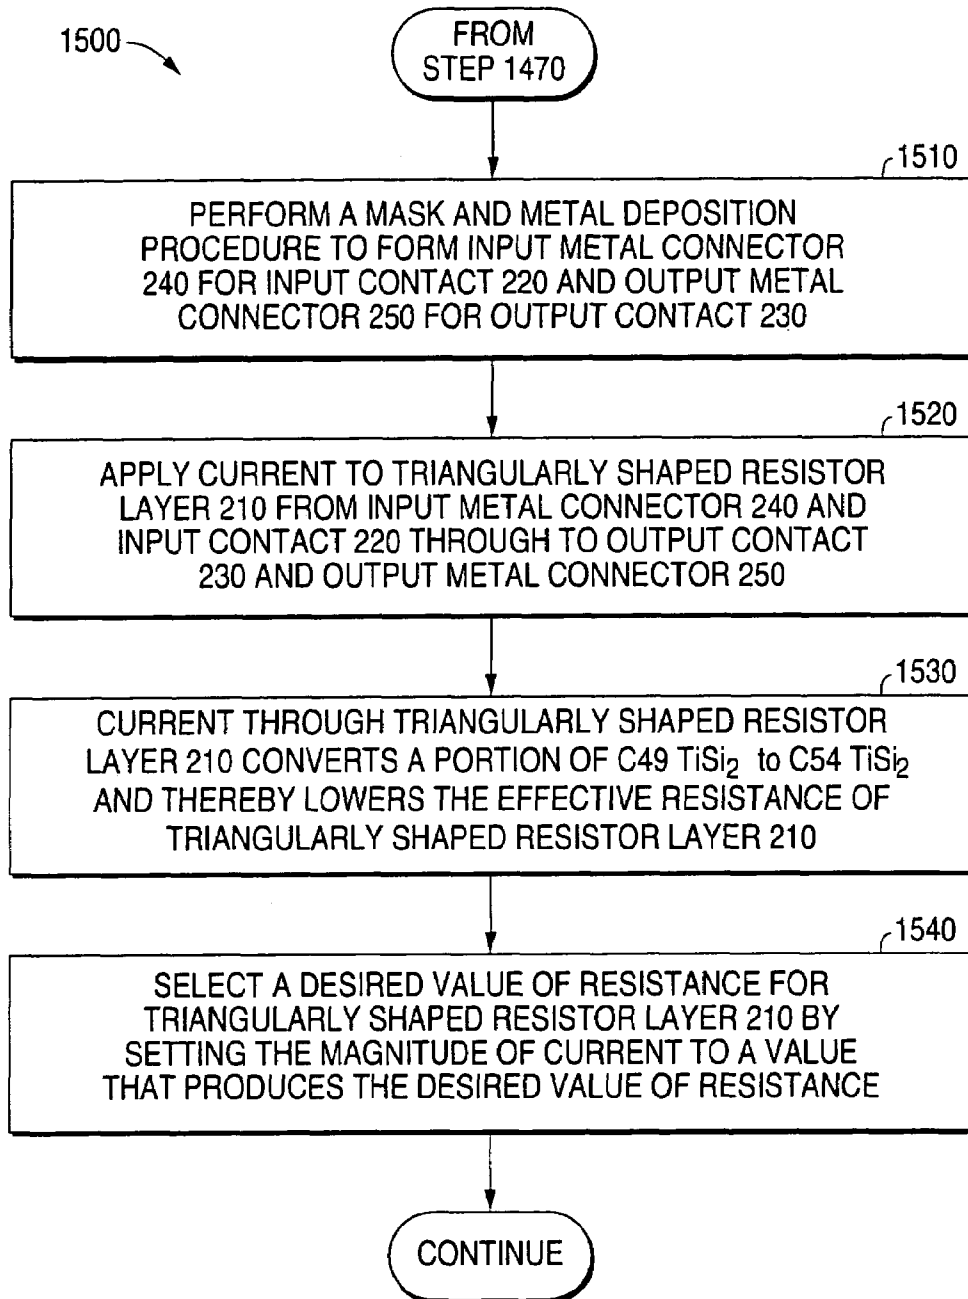 1500
FROM
STEP 1470
1510
PERFORM A MASK AND METAL DEPOSITION
PROCEDURE TO FORM INPUT METAL CONNECTOR
240 FOR INPUT CONTACT 220 AND OUTPUT METAL
CONNECTOR 250 FOR OUTPUT CONTACT 230
1520
APPLY CURRENT TO TRIANGULARLY SHAPED RESISTOR
LAYER 210 FROM INPUT METAL CONNECTOR 240 AND
INPUT CONTACT 220 THROUGH TO OUTPUT CONTACT
230 AND OUTPUT METAL CONNECTOR 250
1530
CURRENT THROUGH TRIANGULARLY SHAPED RESISTOR
LAYER 210 CONVERTS A PORTION OF C49 TiSi₂ to C54 TiSi₂
AND THEREBY LOWERS THE EFFECTIVE RESISTANCE OF
TRIANGULARLY SHAPED RESISTOR LAYER 210
1540
SELECT A DESIRED VALUE OF RESISTANCE FOR
TRIANGULARLY SHAPED RESISTOR LAYER 210 BY
SETTING THE MAGNITUDE OF CURRENT TO A VALUE
THAT PRODUCES THE DESIRED VALUE OF RESISTANCE
CONTINUE